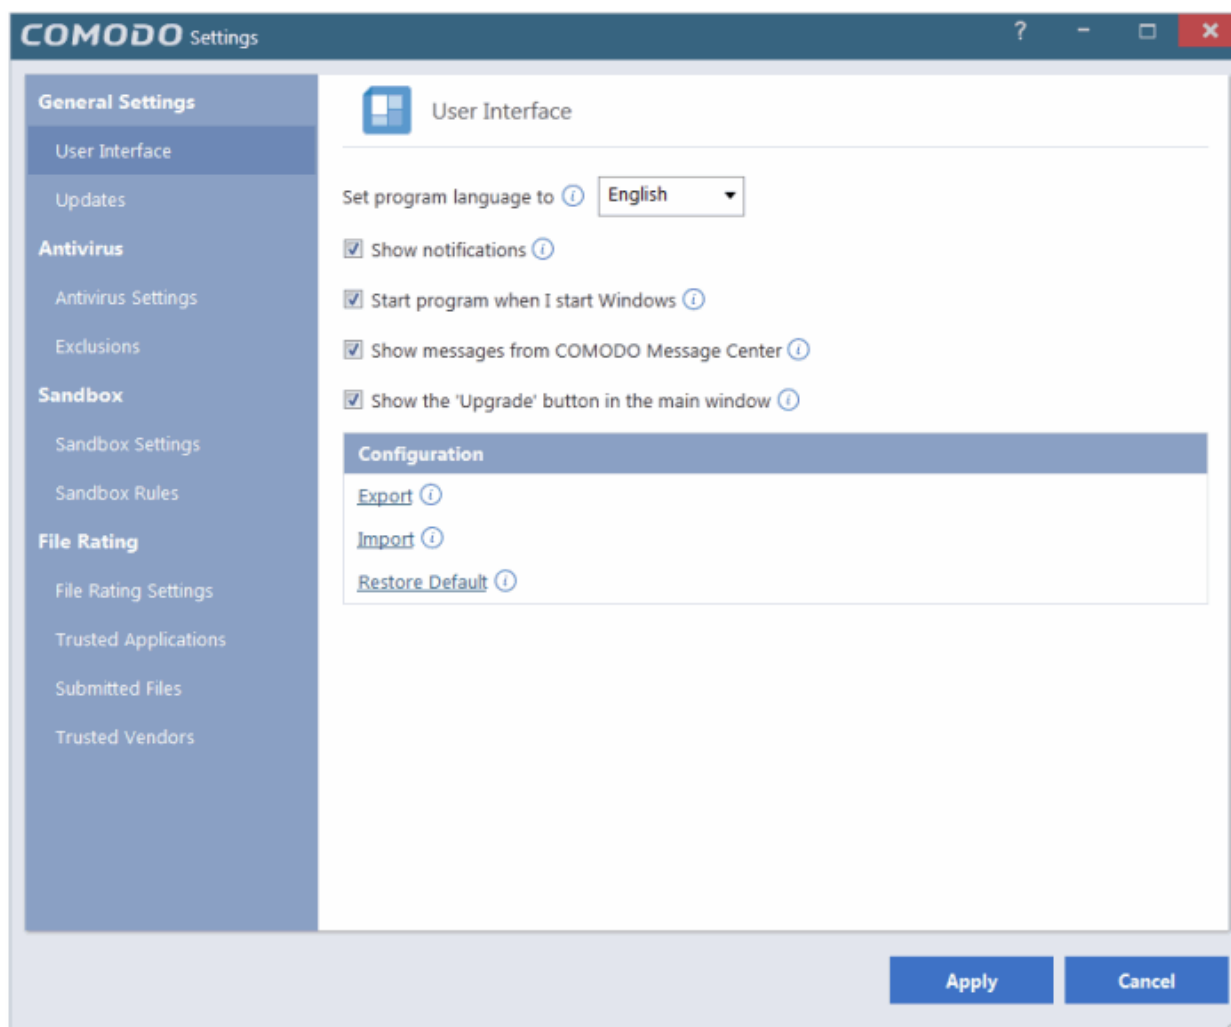 COMODO Settings ?
General Settings
User Interface
Updates
Antivirus
Antivirus Settings
Exclusions
Sandbox
Sandbox Settings
Sandbox Rules
File Rating
File Rating Settings
Trusted Applications
Submitted Files
Trusted Vendors
User Interface
Set program language to i English
Show notifications i
Start program when I start Windows i
Show messages from COMODO Message Center i
Show the 'Upgrade' button in the main window i
Configuration
Export i
Import i
Restore Default i
Apply Cancel